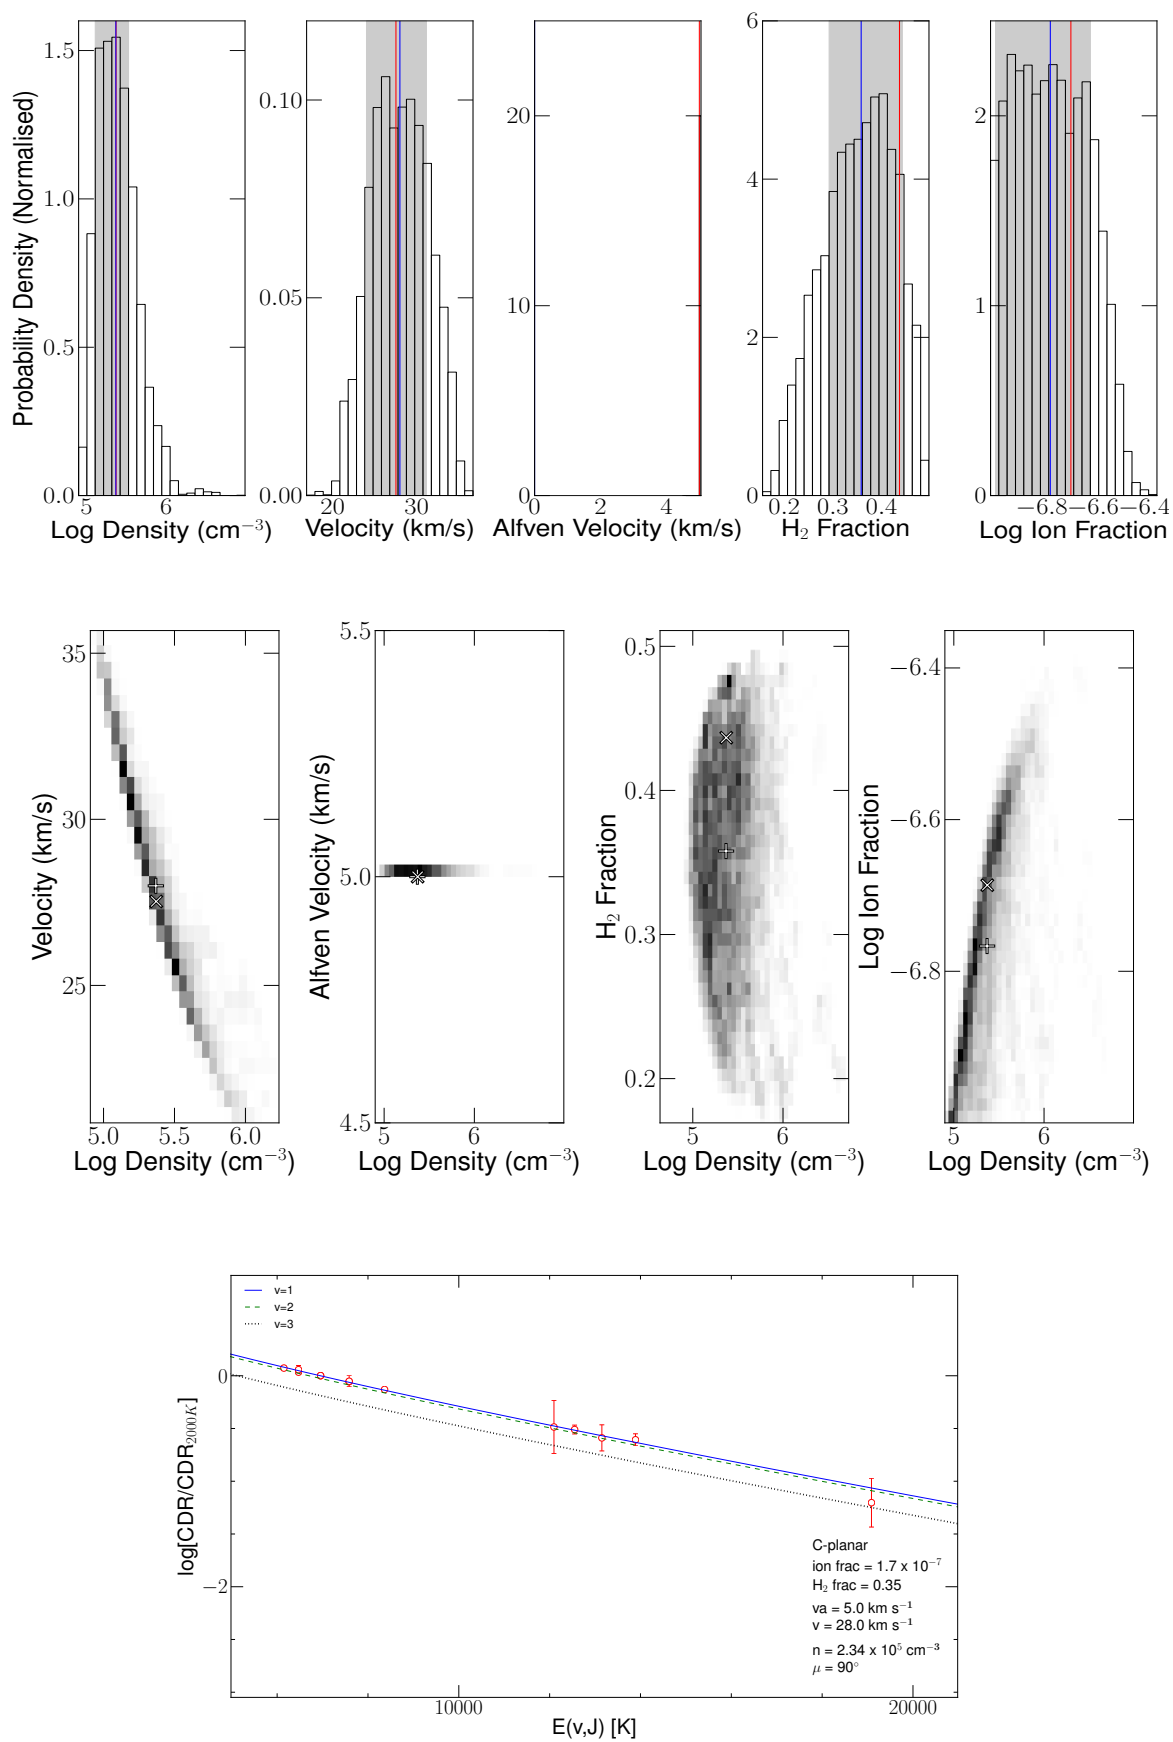 Probability Density (Normalised)
1.5
1.0
0.5
0.0
5
6
Log Density (cm⁻³)
0.10
0.05
0.00
20
30
Velocity (km/s)
20
10
0
0
2
4
Alfven Velocity (km/s)
6
4
2
0
0.2
0.3
0.4
H₂ Fraction
2
1
0
−6.8
−6.6
−6.4
Log Ion Fraction
Velocity (km/s)
35
30
25
5.0
5.5
6.0
Log Density (cm⁻³)
Alfven Velocity (km/s)
5.5
5.0
4.5
5
6
Log Density (cm⁻³)
H₂ Fraction
0.5
0.4
0.3
0.2
5
6
Log Density (cm⁻³)
Log Ion Fraction
−6.4
−6.6
−6.8
5
6
Log Density (cm⁻³)
v=1
v=2
v=3
log[CDR/CDR₂₀₀₀K]
0
−2
C-planar
ion frac = 1.7 x 10⁻⁷
H₂ frac = 0.35
va = 5.0 km s⁻¹
v = 28.0 km s⁻¹
n = 2.34 x 10⁵ cm⁻³
μ = 90°
10000
20000
E(v,J) [K]